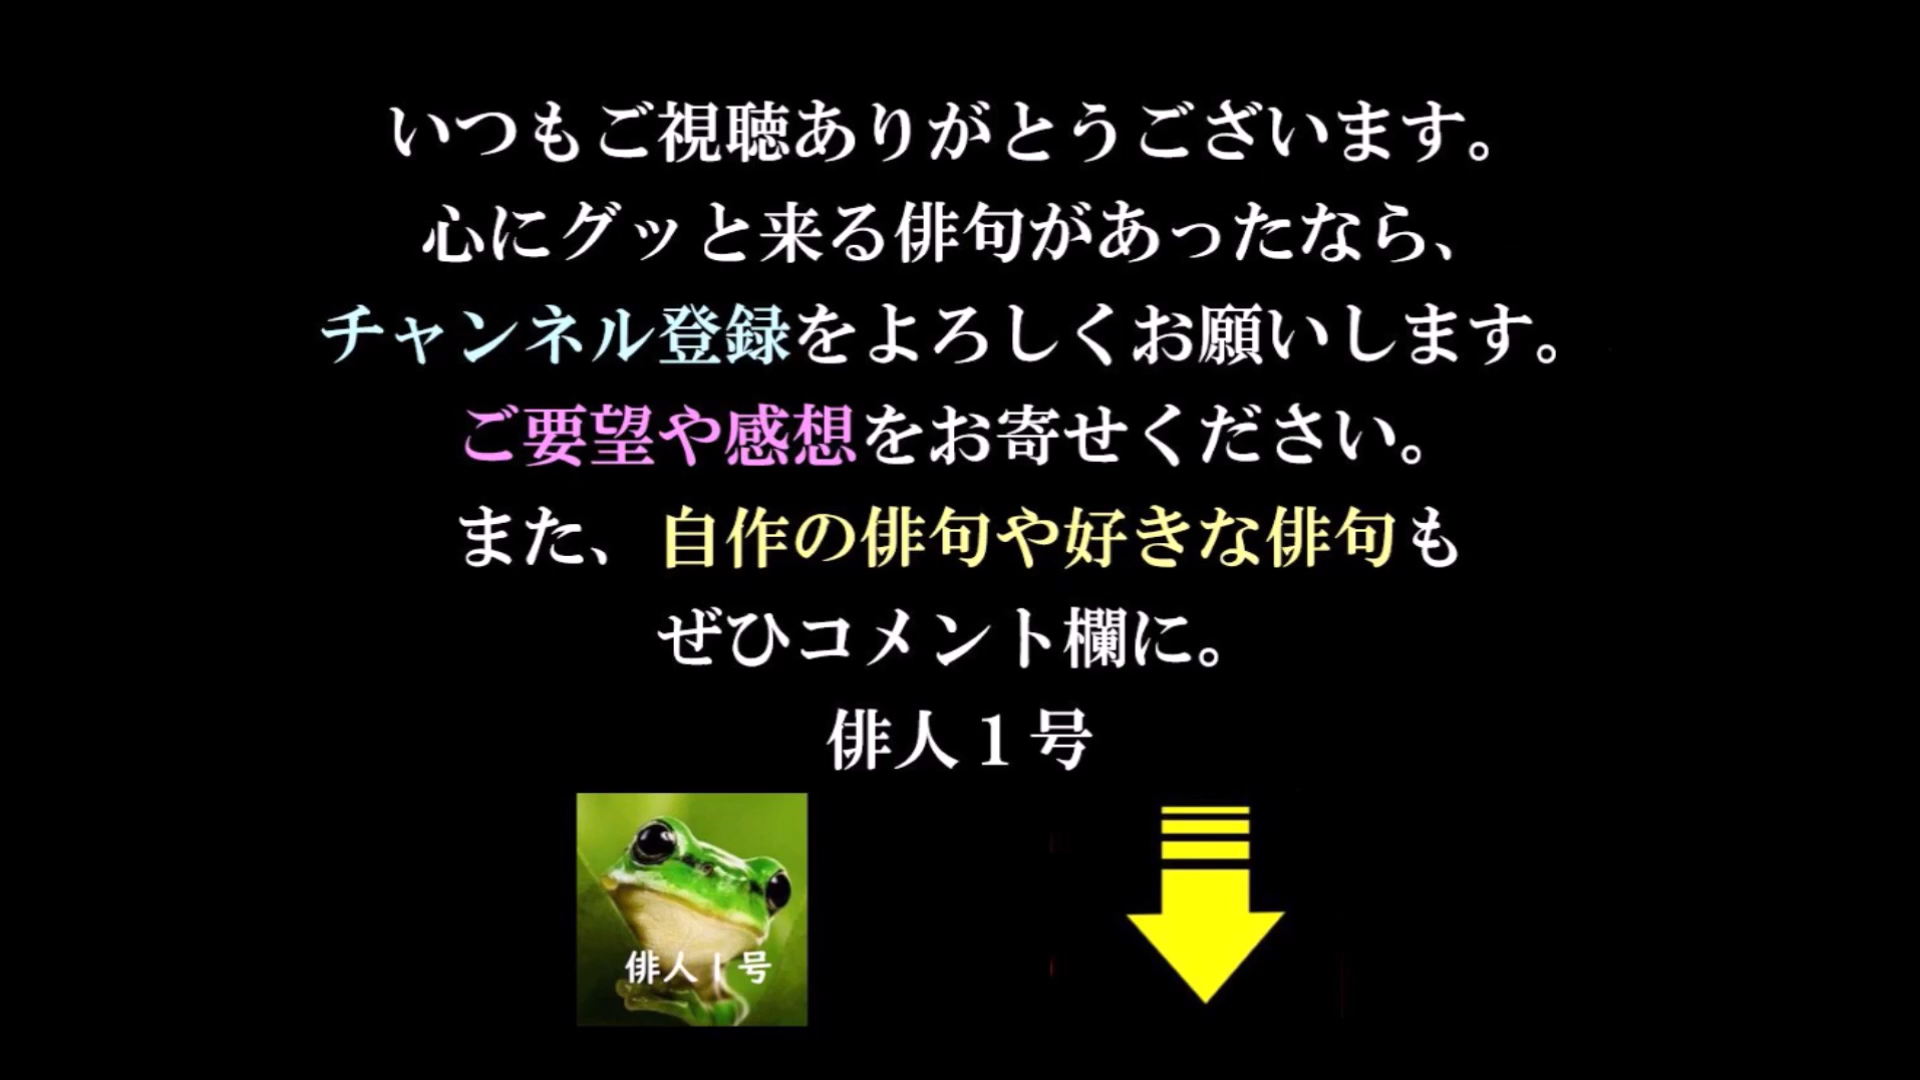 いつもご視聴ありがとうございます。
心にグッと来る俳句があったなら、
チャンネル登録をよろしくお願いします。
ご要望や感想をお寄せください。
また、自作の俳句や好きな俳句も
ぜひコメント欄に。
俳人１号
俳人１号